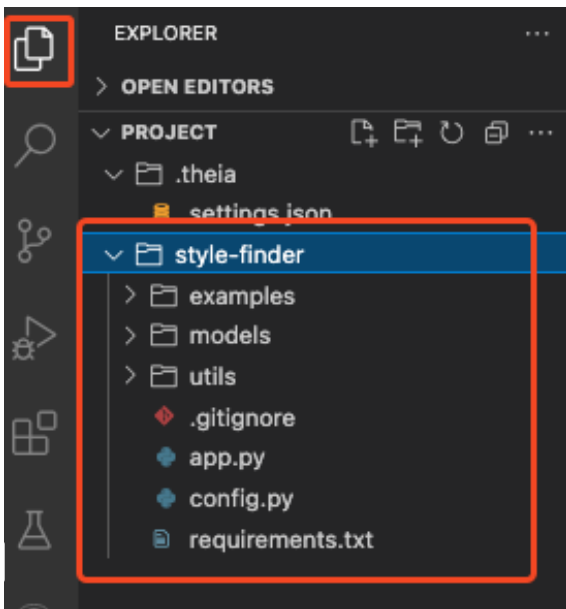 EXPLORER
OPEN EDITORS
PROJECT
.theia
settings.json
style-finder
examples
models
utils
.gitignore
app.py
config.py
requirements.txt